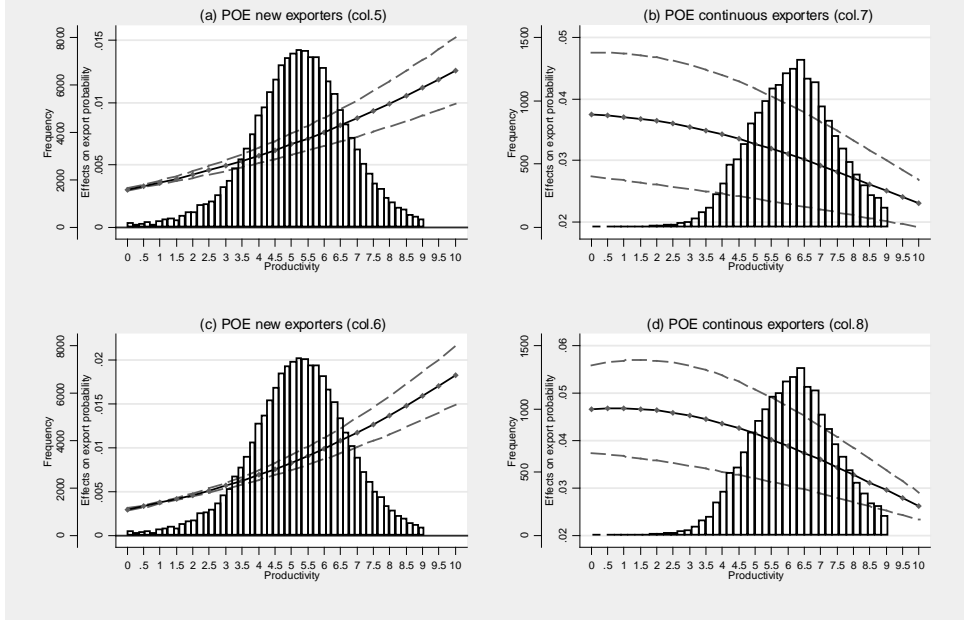 (a) POE new exporters (col.5)
Frequency
0 2000 4000 6000 8000
Effects on export probability
0 .005 .01 .015
0 .5 1 1.5 2 2.5 3 3.5 4 4.5 5 5.5 6 6.5 7 7.5 8 8.5 9 9.5 10
Productivity
(b) POE continuous exporters (col.7)
Frequency
0 500 1000 1500
Effects on export probability
.02 .03 .04 .05
0 .5 1 1.5 2 2.5 3 3.5 4 4.5 5 5.5 6 6.5 7 7.5 8 8.5 9 9.5 10
Productivity
(c) POE new exporters (col.6)
Frequency
0 2000 4000 6000 8000
Effects on export probability
0 .005 .01 .015 .02
0 .5 1 1.5 2 2.5 3 3.5 4 4.5 5 5.5 6 6.5 7 7.5 8 8.5 9 9.5 10
Productivity
(d) POE continous exporters (col.8)
Frequency
0 500 1000 1500
Effects on export probability
.02 .03 .04 .05 .06
0 .5 1 1.5 2 2.5 3 3.5 4 4.5 5 5.5 6 6.5 7 7.5 8 8.5 9 9.5 10
Productivity